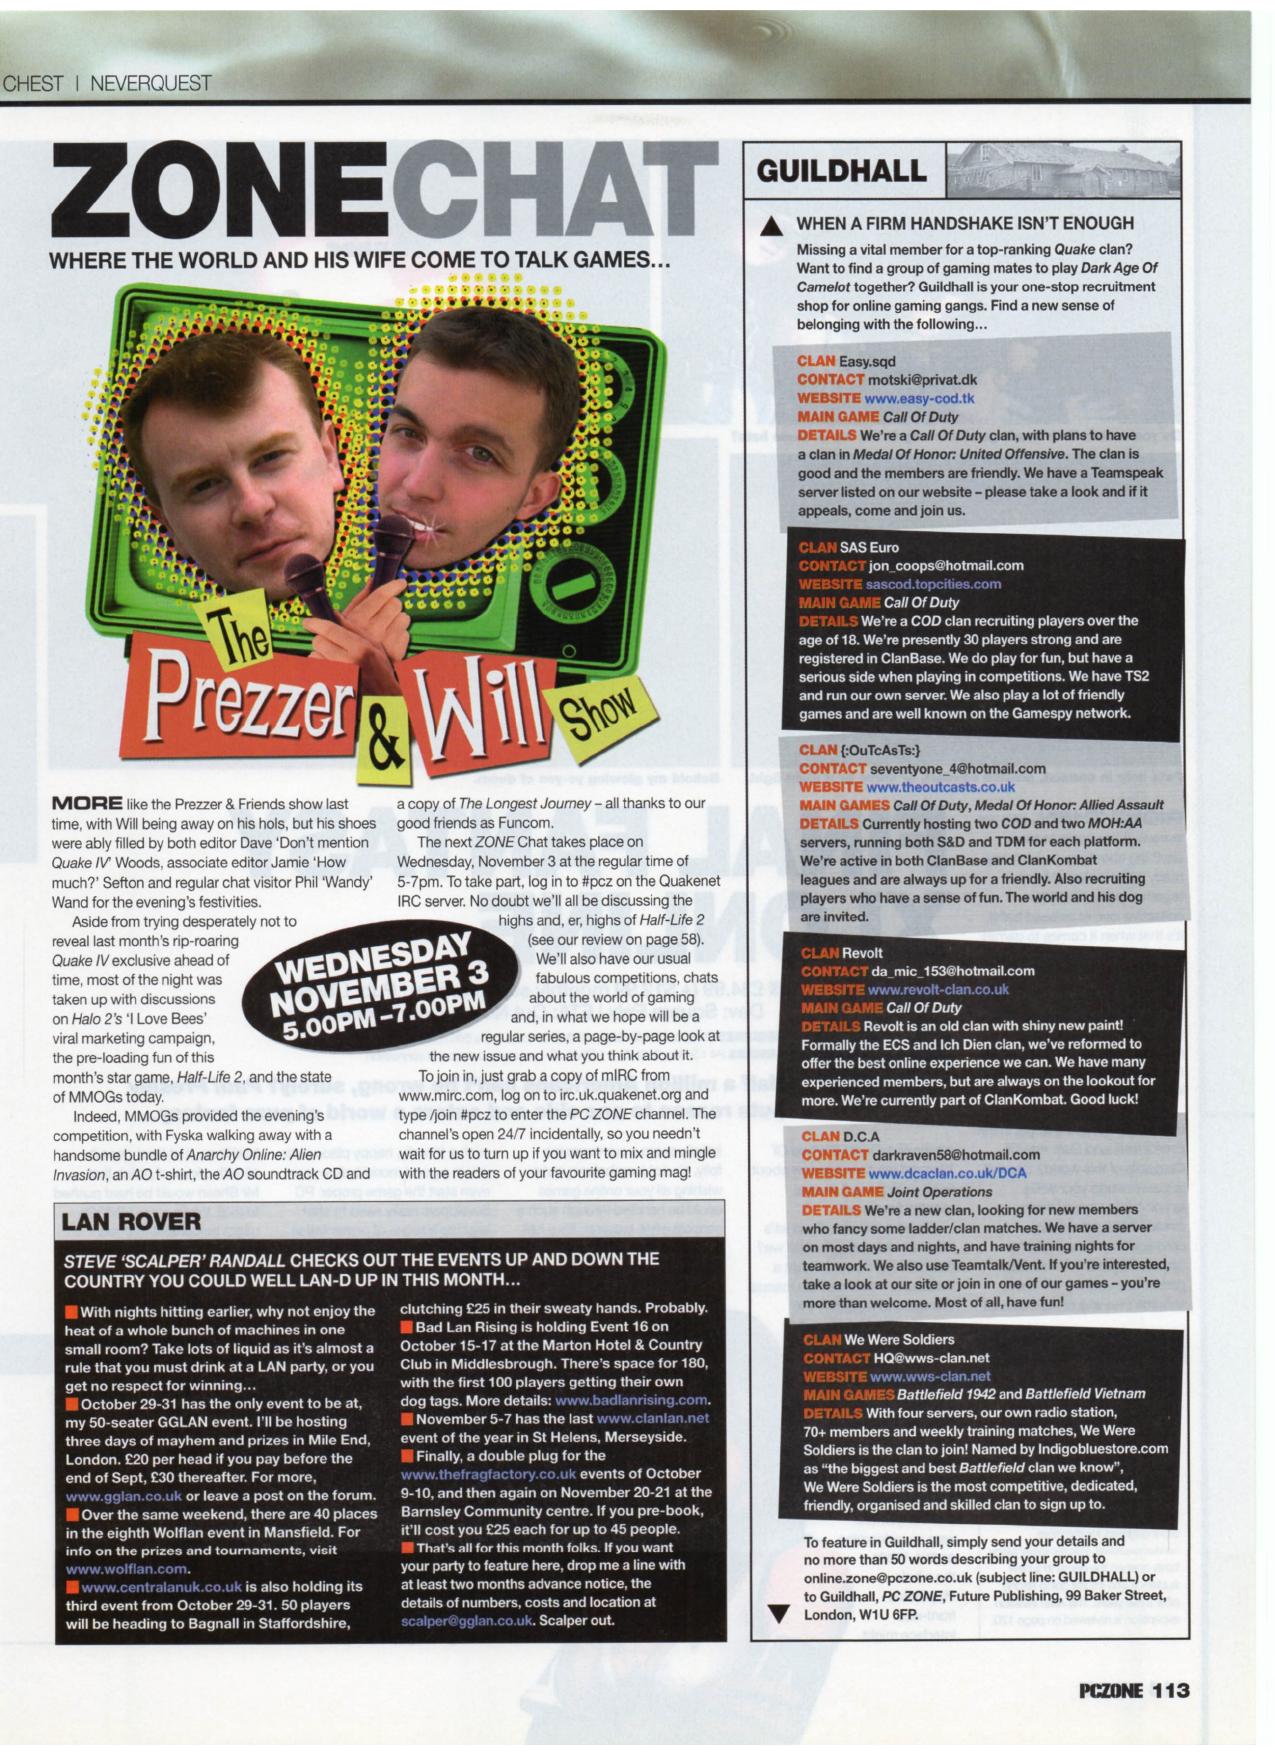 CHEST | NEVERQUEST
ZONECHAT
WHERE THE WORLD AND HIS WIFE COME TO TALK GAMES...
The
Prezzer
&
Will
Show
MORE like the Prezzer & Friends show last
time, with Will being away on his hols, but his shoes
were ably filled by both editor Dave 'Don't mention
Quake IV' Woods, associate editor Jamie 'How
much?' Sefton and regular chat visitor Phil 'Wandy'
Wand for the evening's festivities.
Aside from trying desperately not to
reveal last month's rip-roaring
Quake IV exclusive ahead of
time, most of the night was
taken up with discussions
on Halo 2's 'I Love Bees'
viral marketing campaign,
the pre-loading fun of this
month's star game, Half-Life 2, and the state
of MMOGs today.
Indeed, MMOGs provided the evening's
competition, with Fyska walking away with a
handsome bundle of Anarchy Online: Alien
Invasion, an AO t-shirt, the AO soundtrack CD and
a copy of The Longest Journey – all thanks to our
good friends as Funcom.
The next ZONE Chat takes place on
Wednesday, November 3 at the regular time of
5-7pm. To take part, log in to #pcz on the Quakenet
IRC server. No doubt we'll all be discussing the
highs and, er, highs of Half-Life 2
(see our review on page 58).
We'll also have our usual
fabulous competitions, chats
about the world of gaming
and, in what we hope will be a
regular series, a page-by-page look at
the new issue and what you think about it.
To join in, just grab a copy of mIRC from
www.mirc.com, log on to irc.uk.quakenet.org and
type /join #pcz to enter the PC ZONE channel. The
channel's open 24/7 incidentally, so you needn't
wait for us to turn up if you want to mix and mingle
with the readers of your favourite gaming mag!
WEDNESDAY
NOVEMBER 3
5.00PM–7.00PM
LAN ROVER
STEVE 'SCALPER' RANDALL CHECKS OUT THE EVENTS UP AND DOWN THE
COUNTRY YOU COULD WELL LAN-D UP IN THIS MONTH...
■ With nights hitting earlier, why not enjoy the
heat of a whole bunch of machines in one
small room? Take lots of liquid as it's almost a
rule that you must drink at a LAN party, or you
get no respect for winning...
■ October 29-31 has the only event to be at,
my 50-seater GGLAN event. I'll be hosting
three days of mayhem and prizes in Mile End,
London. £20 per head if you pay before the
end of Sept, £30 thereafter. For more,
www.gglan.co.uk or leave a post on the forum.
■ Over the same weekend, there are 40 places
in the eighth Wolflan event in Mansfield. For
info on the prizes and tournaments, visit
www.wolflan.com.
■ www.centralanuk.co.uk is also holding its
third event from October 29-31. 50 players
will be heading to Bagnall in Staffordshire,
clutching £25 in their sweaty hands. Probably.
■ Bad Lan Rising is holding Event 16 on
October 15-17 at the Marton Hotel & Country
Club in Middlesbrough. There's space for 180,
with the first 100 players getting their own
dog tags. More details: www.badlanrising.com.
■ November 5-7 has the last www.clanlan.net
event of the year in St Helens, Merseyside.
■ Finally, a double plug for the
www.thefragfactory.co.uk events of October
9-10, and then again on November 20-21 at the
Barnsley Community centre. If you pre-book,
it'll cost you £25 each for up to 45 people.
■ That's all for this month folks. If you want
your party to feature here, drop me a line with
at least two months advance notice, the
details of numbers, costs and location at
scalper@gglan.co.uk. Scalper out.
GUILDHALL
WHEN A FIRM HANDSHAKE ISN'T ENOUGH
Missing a vital member for a top-ranking Quake clan?
Want to find a group of gaming mates to play Dark Age Of
Camelot together? Guildhall is your one-stop recruitment
shop for online gaming gangs. Find a new sense of
belonging with the following...
CLAN Easy.sqd
CONTACT motski@privat.dk
WEBSITE www.easy-cod.tk
MAIN GAME Call Of Duty
DETAILS We're a Call Of Duty clan, with plans to have
a clan in Medal Of Honor: United Offensive. The clan is
good and the members are friendly. We have a Teamspeak
server listed on our website – please take a look and if it
appeals, come and join us.
CLAN SAS Euro
CONTACT jon_coops@hotmail.com
WEBSITE sascod.topcities.com
MAIN GAME Call Of Duty
DETAILS We're a COD clan recruiting players over the
age of 18. We're presently 30 players strong and are
registered in ClanBase. We do play for fun, but have a
serious side when playing in competitions. We have TS2
and run our own server. We also play a lot of friendly
games and are well known on the Gamespy network.
CLAN {:OuTcAsTs:}
CONTACT seventyone_4@hotmail.com
WEBSITE www.theoutcasts.co.uk
MAIN GAMES Call Of Duty, Medal Of Honor: Allied Assault
DETAILS Currently hosting two COD and two MOH:AA
servers, running both S&D and TDM for each platform.
We're active in both ClanBase and ClanKombat
leagues and are always up for a friendly. Also recruiting
players who have a sense of fun. The world and his dog
are invited.
CLAN Revolt
CONTACT da_mic_153@hotmail.com
WEBSITE www.revolt-clan.co.uk
MAIN GAME Call Of Duty
DETAILS Revolt is an old clan with shiny new paint!
Formally the ECS and Ich Dien clan, we've reformed to
offer the best online experience we can. We have many
experienced members, but are always on the lookout for
more. We're currently part of ClanKombat. Good luck!
CLAN D.C.A
CONTACT darkraven58@hotmail.com
WEBSITE www.dcaclan.co.uk/DCA
MAIN GAME Joint Operations
DETAILS We're a new clan, looking for new members
who fancy some ladder/clan matches. We have a server
on most days and nights, and have training nights for
teamwork. We also use Teamtalk/Vent. If you're interested,
take a look at our site or join in one of our games – you're
more than welcome. Most of all, have fun!
CLAN We Were Soldiers
CONTACT HQ@wws-clan.net
WEBSITE www.wws-clan.net
MAIN GAMES Battlefield 1942 and Battlefield Vietnam
DETAILS With four servers, our own radio station,
70+ members and weekly training matches, We Were
Soldiers is the clan to join! Named by Indigobluestore.com
as "the biggest and best Battlefield clan we know",
We Were Soldiers is the most competitive, dedicated,
friendly, organised and skilled clan to sign up to.
To feature in Guildhall, simply send your details and
no more than 50 words describing your group to
online.zone@pczone.co.uk (subject line: GUILDHALL) or
to Guildhall, PC ZONE, Future Publishing, 99 Baker Street,
London, W1U 6FP.
PCZONE 113